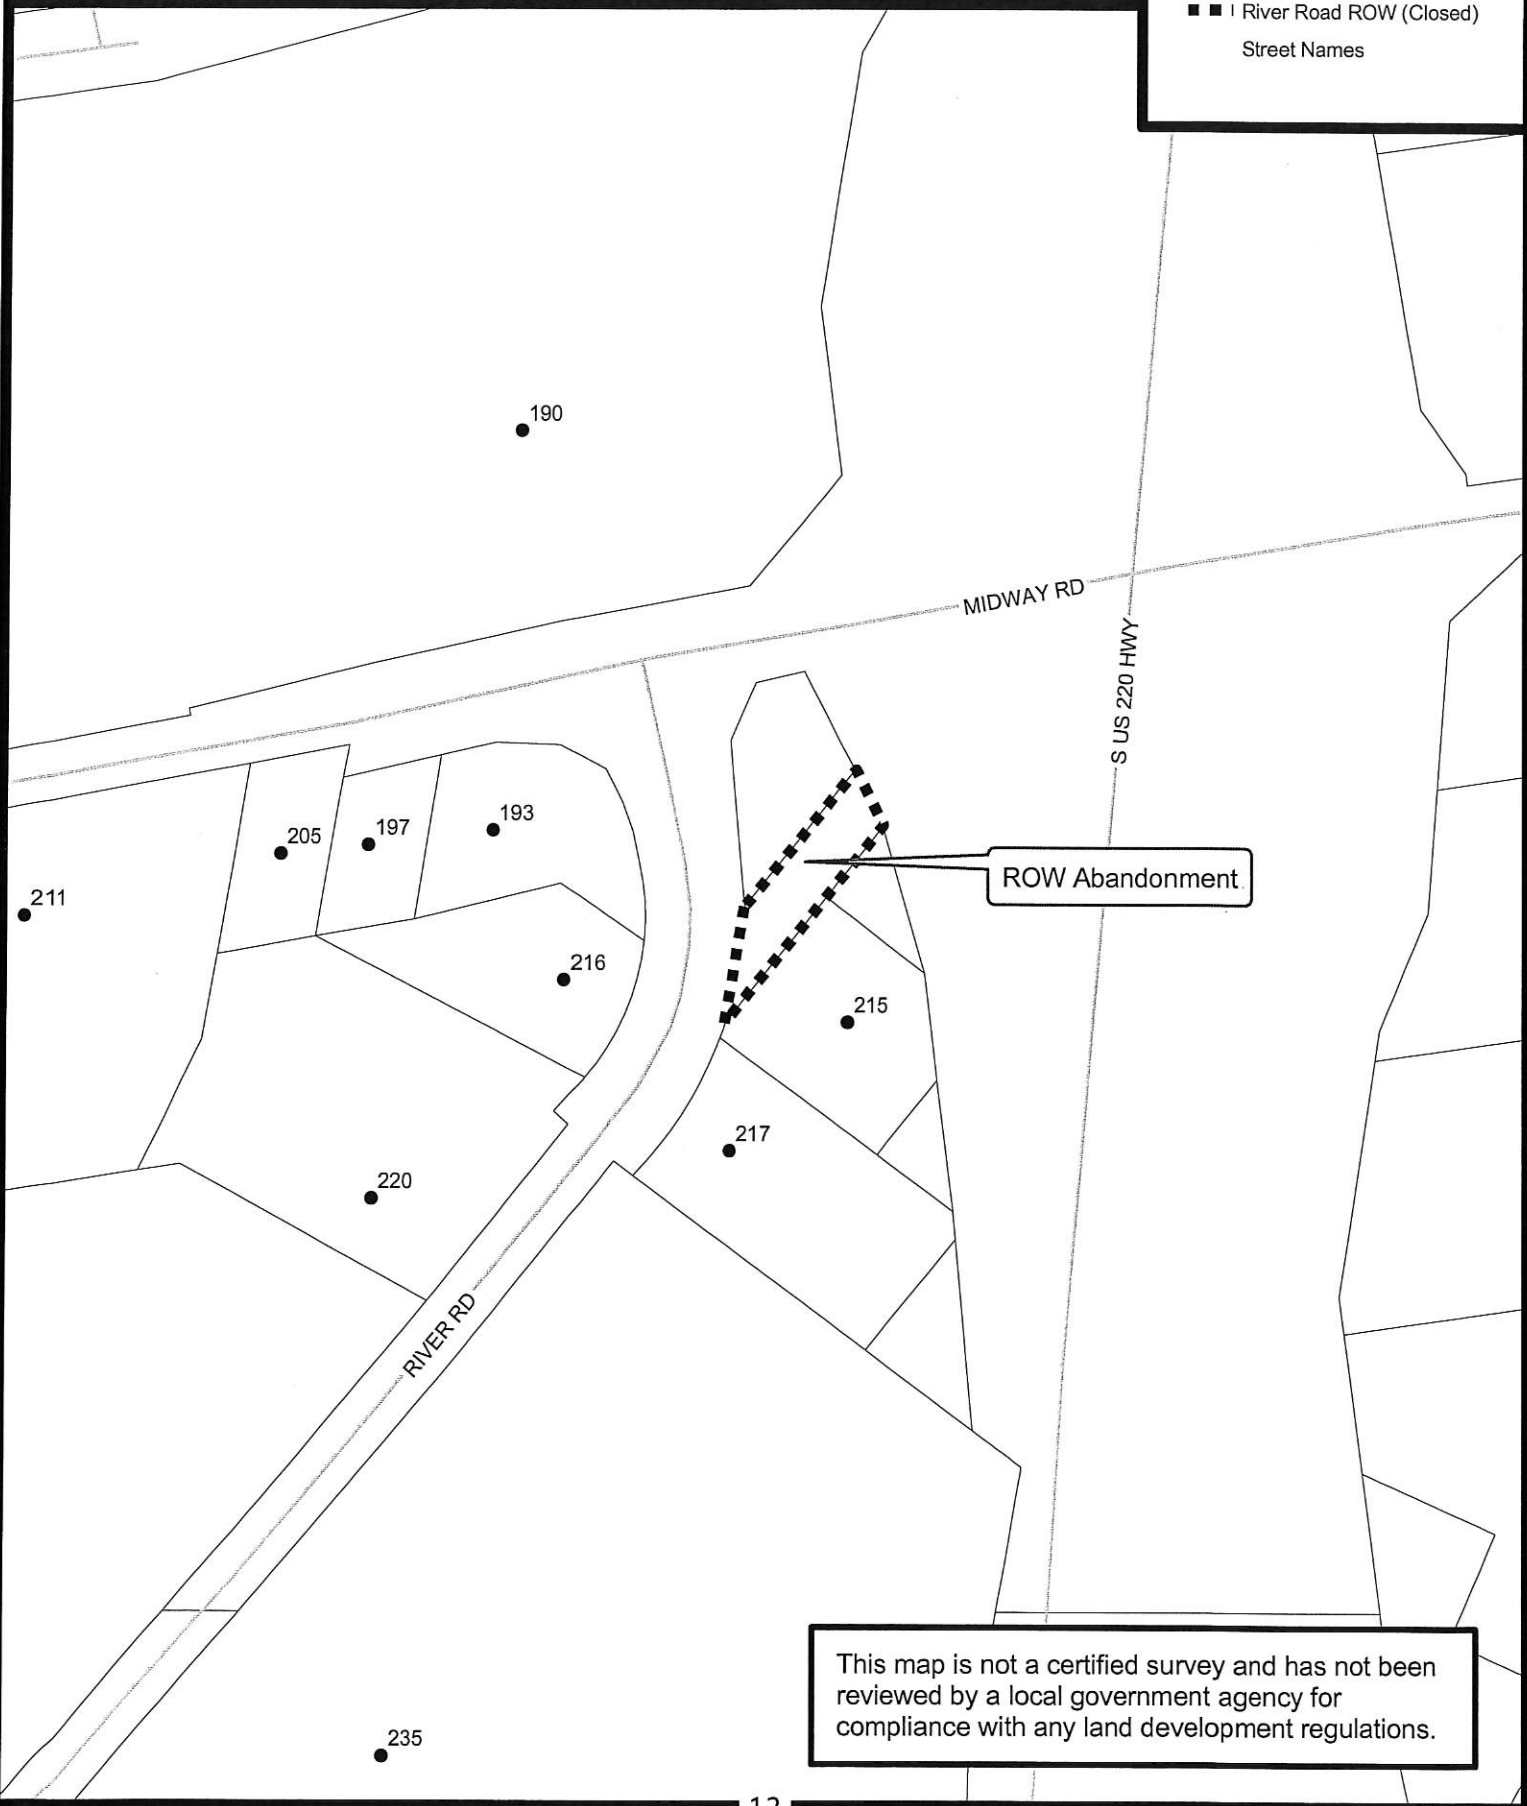 River Road ROW (Closed)
Street Names
190
MIDWAY RD
S US 220 HWY
205
197
193
211
ROW Abandonment
216
215
217
220
RIVER RD
235
This map is not a certified survey and has not been
reviewed by a local government agency for
compliance with any land development regulations.